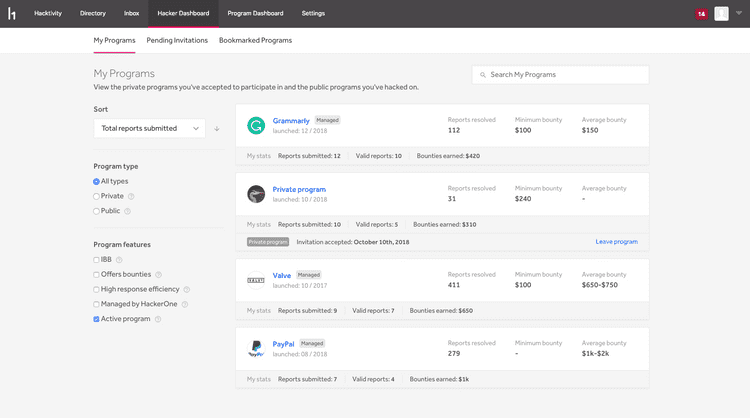 Hacktivity Directory Inbox Hacker Dashboard Program Dashboard Settings 14
My Programs Pending Invitations Bookmarked Programs
My Programs
View the private programs you've accepted to participate in and the public programs you've hacked on.
Search My Programs
Sort
Total reports submitted
Program type
All types
Private
Public
Program features
IBB
Offers bounties
High response efficiency
Managed by HackerOne
Active program
Grammarly Managed
launched: 12 / 2018
Reports resolved Minimum bounty Average bounty
112 $100 $150
My stats Reports submitted: 12 Valid reports: 10 Bounties earned: $420
Private program
launched: 10 / 2018
Reports resolved Minimum bounty Average bounty
31 $240 -
My stats Reports submitted: 10 Valid reports: 5 Bounties earned: $310
Private program Invitation accepted: October 10th, 2018 Leave program
VALVE
Valve Managed
launched: 10 / 2017
Reports resolved Minimum bounty Average bounty
411 $100 $650-$750
My stats Reports submitted: 9 Valid reports: 7 Bounties earned: $650
PayPal
PayPal Managed
launched: 08 / 2018
Reports resolved Minimum bounty Average bounty
279 - $1k-$2k
My stats Reports submitted: 7 Valid reports: 4 Bounties earned: $1k